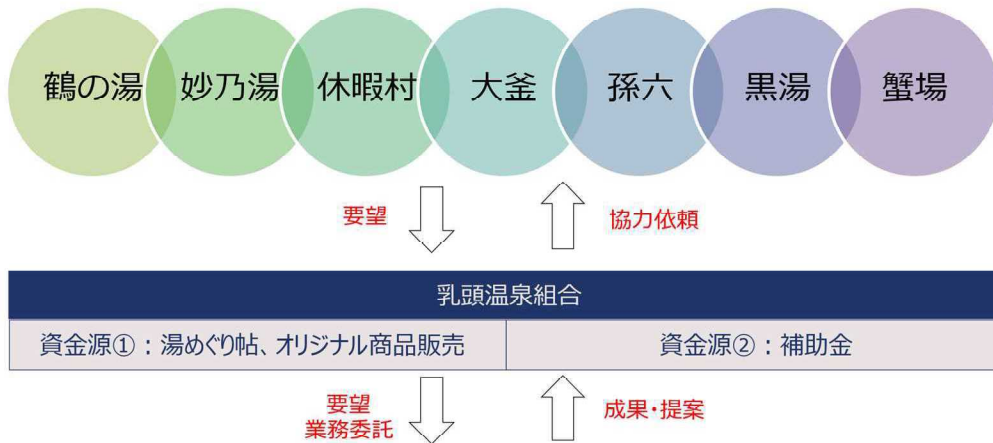 鶴の湯
妙乃湯
休暇村
大釜
孫六
黒湯
蟹場
要望
協力依頼
乳頭温泉組合
資金源①：湯めぐり帖、オリジナル商品販売
資金源②：補助金
要望
業務委託
成果・提案